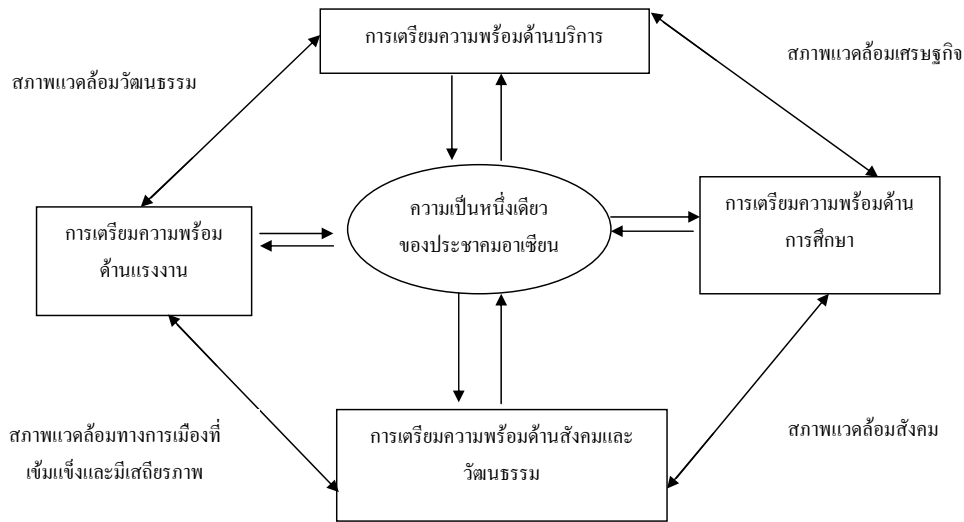 การเตรียมความพร้อมด้านบริการ
สภาพแวดล้อมเศรษฐกิจ
สภาพแวดล้อมวัฒนธรรม
ความเป็นหนึ่งเดียว
ของประชาคมอาเซียน
การเตรียมความพร้อมด้าน
การศึกษา
การเตรียมความพร้อม
ด้านแรงงาน
สภาพแวดล้อมทางการเมืองที่
เข้มแข็งและมีเสถียรภาพ
การเตรียมความพร้อมด้านสังคมและ
วัฒนธรรม
สภาพแวดล้อมสังคม